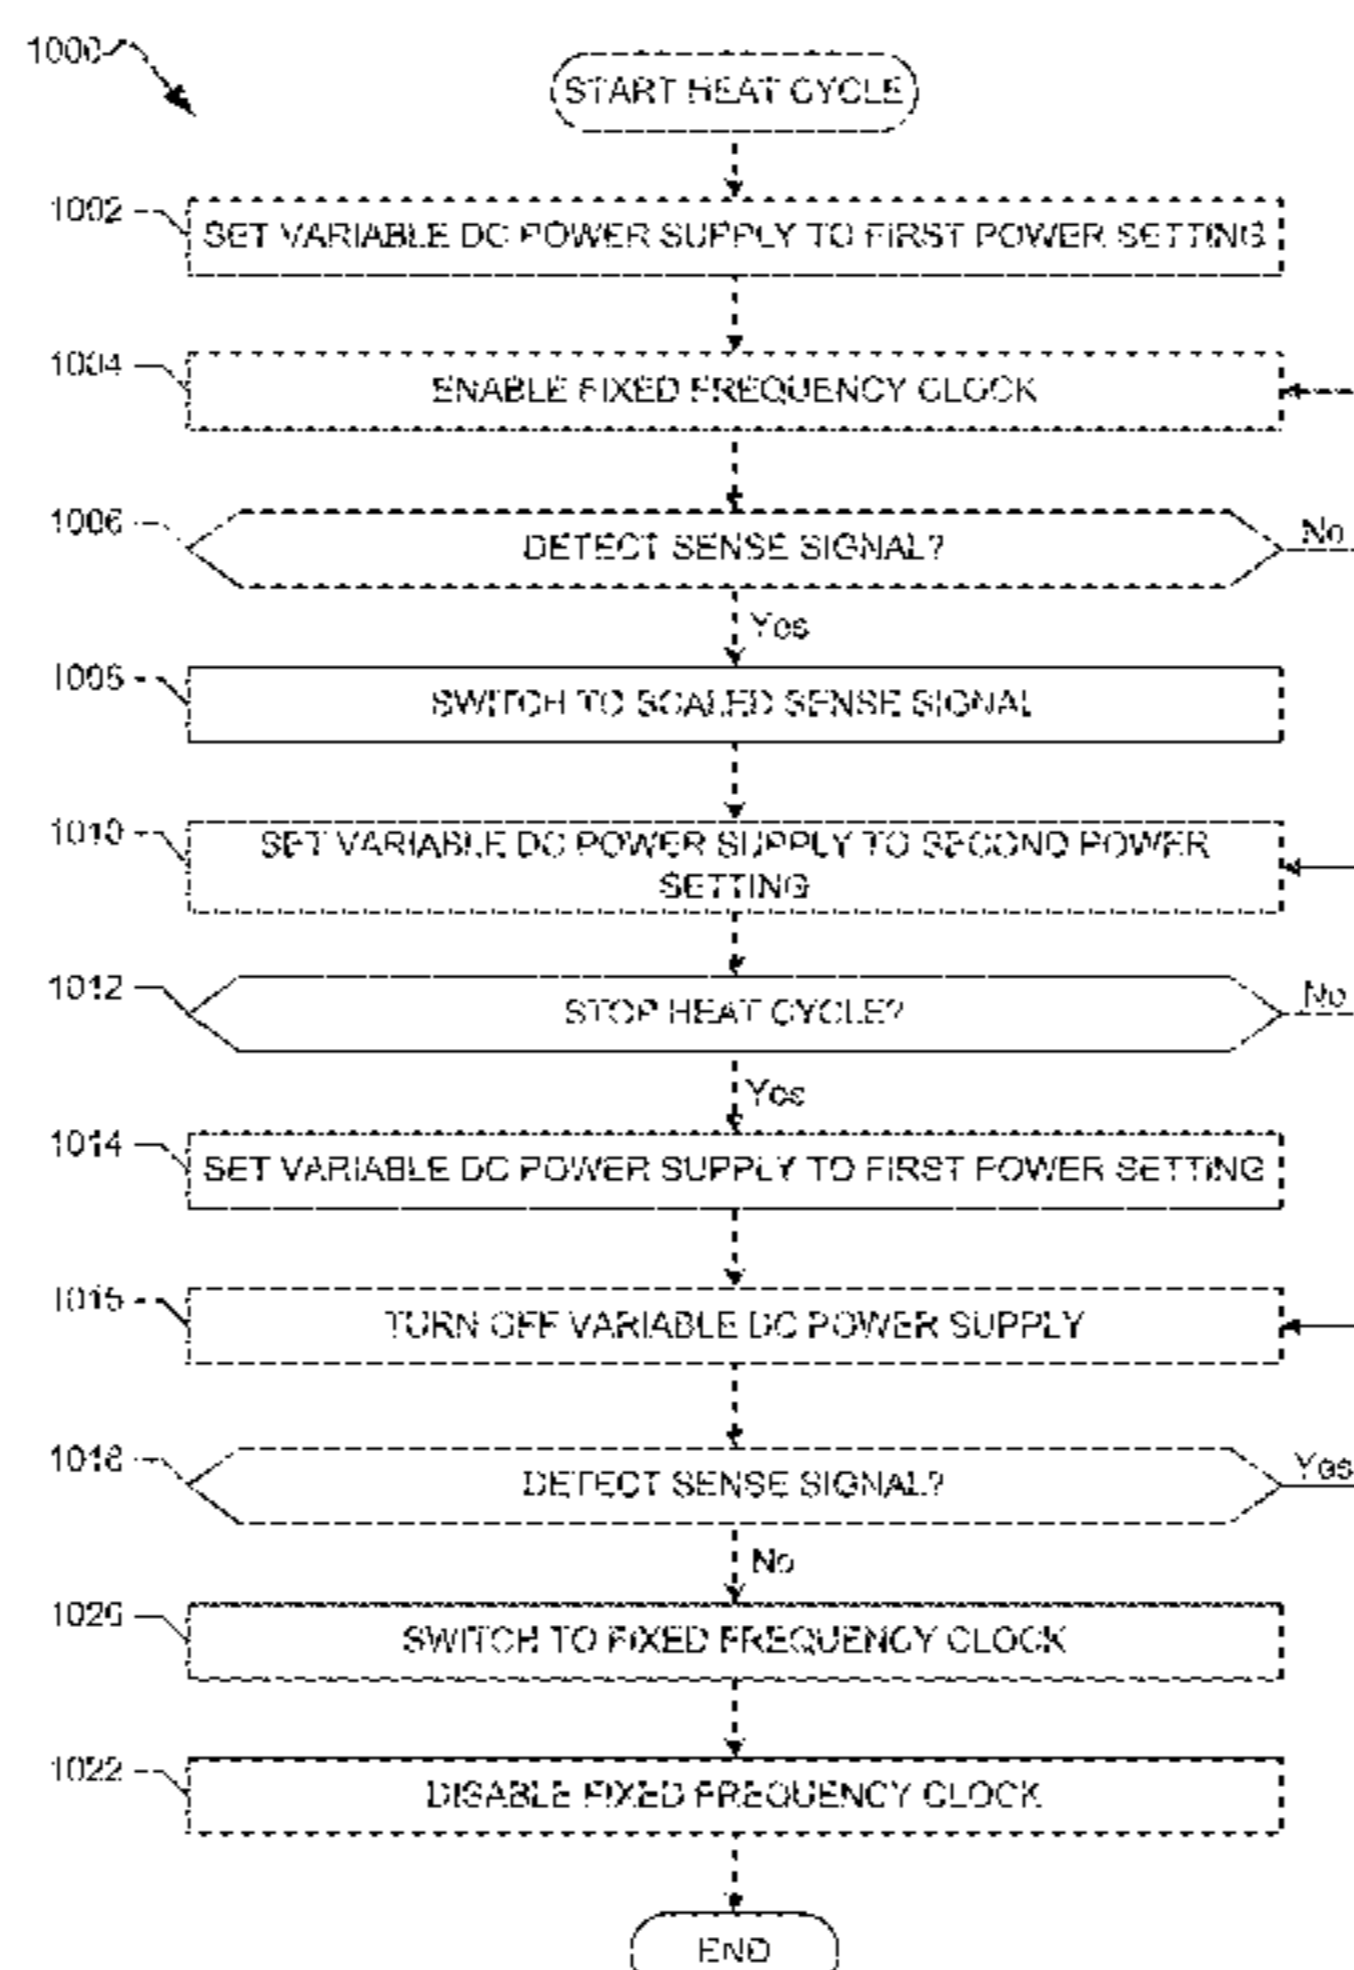 1000
START HEAT CYCLE
1002
SET VARIABLE DC POWER SUPPLY TO FIRST POWER SETTING
1004
ENABLE FIXED FREQUENCY CLOCK
1006
DETECT SENSE SIGNAL?
No
Yes
1008
SWITCH TO SCALED SENSE SIGNAL
1010
SET VARIABLE DC POWER SUPPLY TO SECOND POWER
SETTING
1012
STOP HEAT CYCLE?
No
Yes
1014
SET VARIABLE DC POWER SUPPLY TO FIRST POWER SETTING
1016
TURN OFF VARIABLE DC POWER SUPPLY
1018
DETECT SENSE SIGNAL?
Yes
No
1020
SWITCH TO FIXED FREQUENCY CLOCK
1022
DISABLE FIXED FREQUENCY CLOCK
END